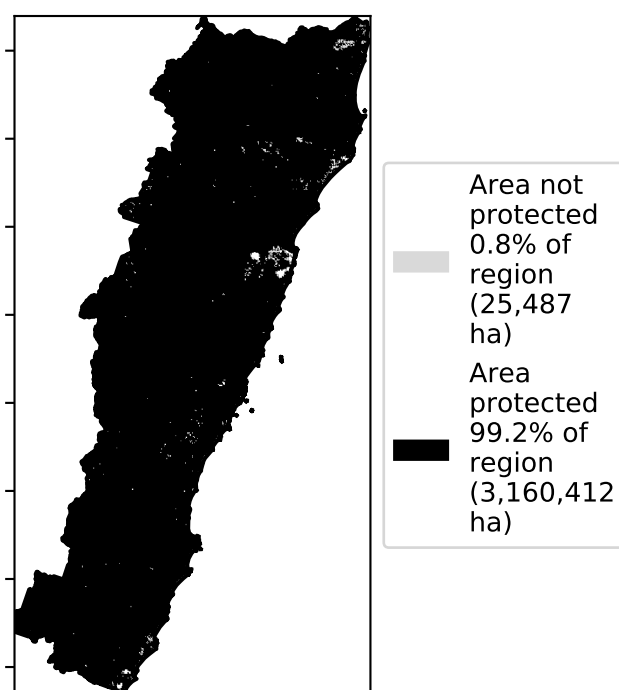 Area not
protected
0.8% of
region
(25,487
ha)
Area
protected
99.2% of
region
(3,160,412
ha)